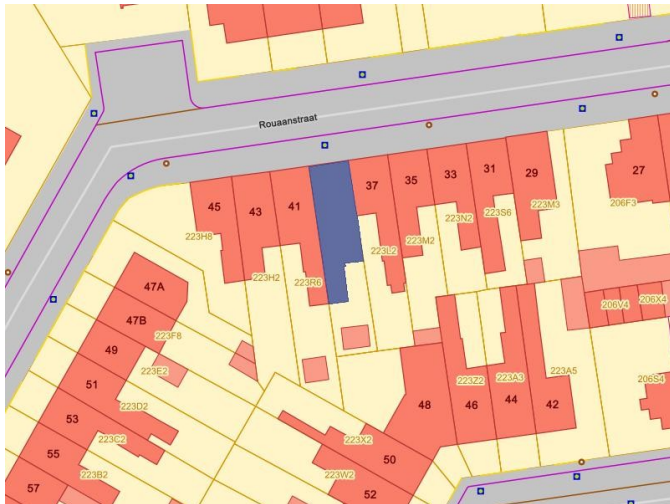 Rouaanstraat
45
43
41
37
35
33
31
29
27
223H8
223H2
223R6
223L2
223M2
223N2
223S6
223M3
206F3
47A
47B
49
51
53
55
57
223F8
223E2
223D2
223C2
223B2
206V4
206X4
206S4
48
46
44
42
223Z2
223A3
223A5
50
52
223X2
223W2